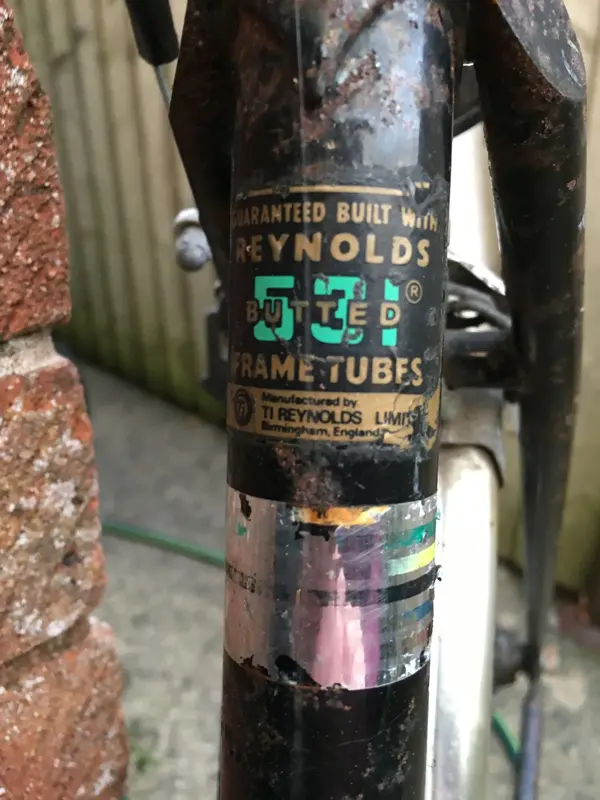 GUARANTEED BUILT WITH
REYNOLDS
531 ®
BUTTED
FRAME TUBES
Manufactured by
TI REYNOLDS LIMITED
Birmingham, England